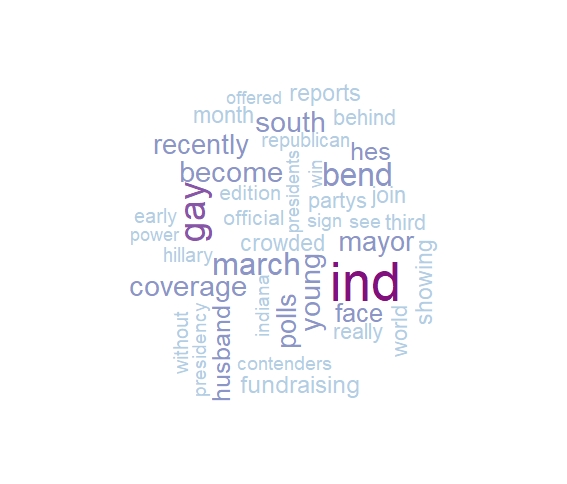 offered
reports
month
south
behind
recently
republican
hes
become
presidents
win
bend
gay
edition
partys
join
early
official
sign
see
third
power
crowded
mayor
hillary
march
young
ind
showing
coverage
indiana
polls
face
husband
really
world
without
presidency
contenders
fundraising